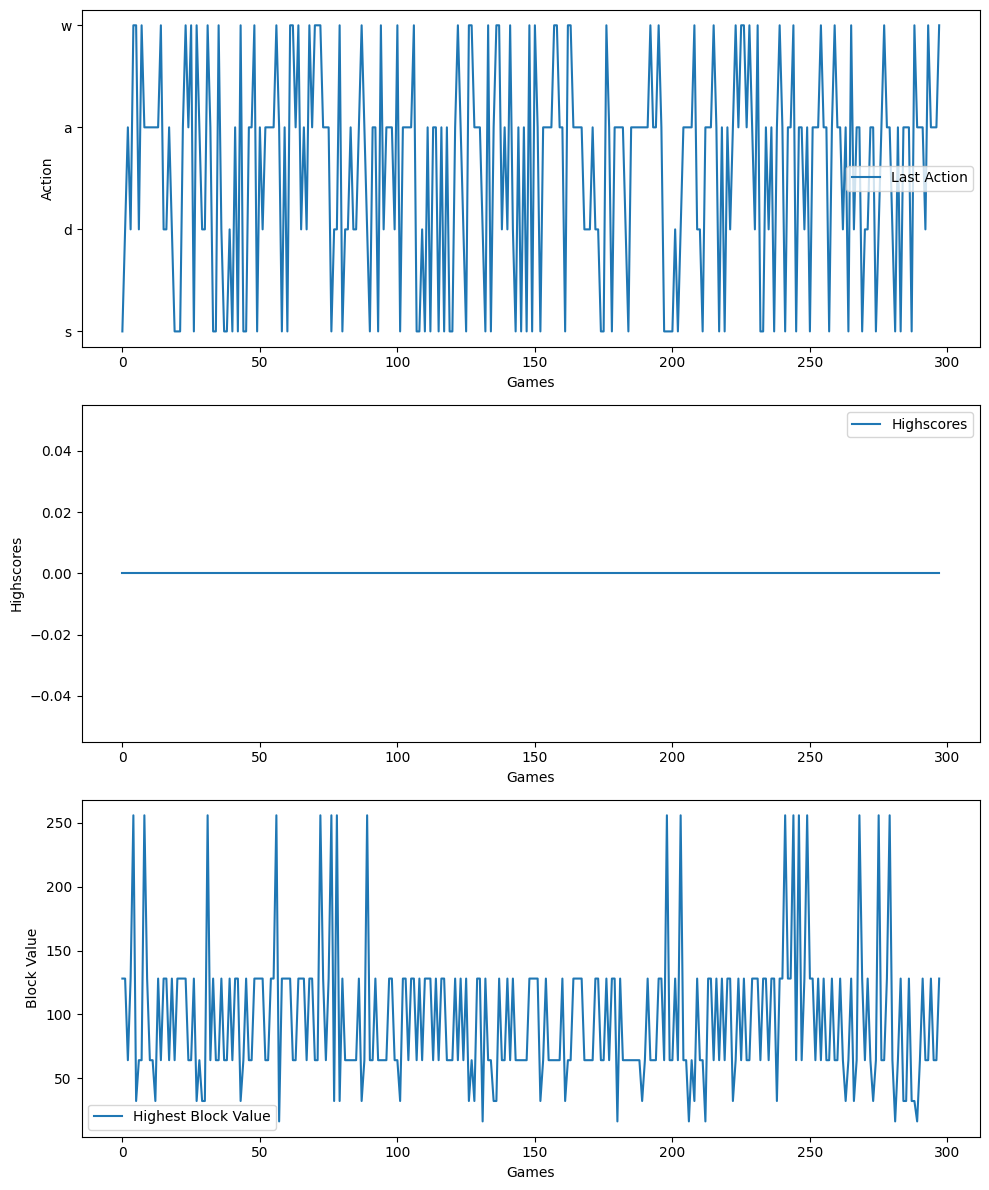 w
a
d
s
Action
Last Action
0 50 100 150 200 250 300
Games
0.04
0.02
0.00
−0.02
−0.04
Highscores
Highscores
0 50 100 150 200 250 300
Games
250
200
150
100
50
Block Value
Highest Block Value
0 50 100 150 200 250 300
Games